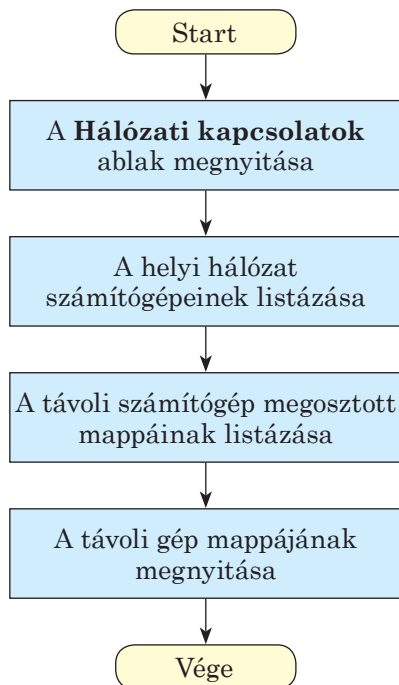 Start
A Hálózati kapcsolatok
ablak megnyitása
A helyi hálózat
számítógépeinek listázása
A távoli számítógép megosztott
mappáinak listázása
A távoli gép mappájának
megnyitása
Vége